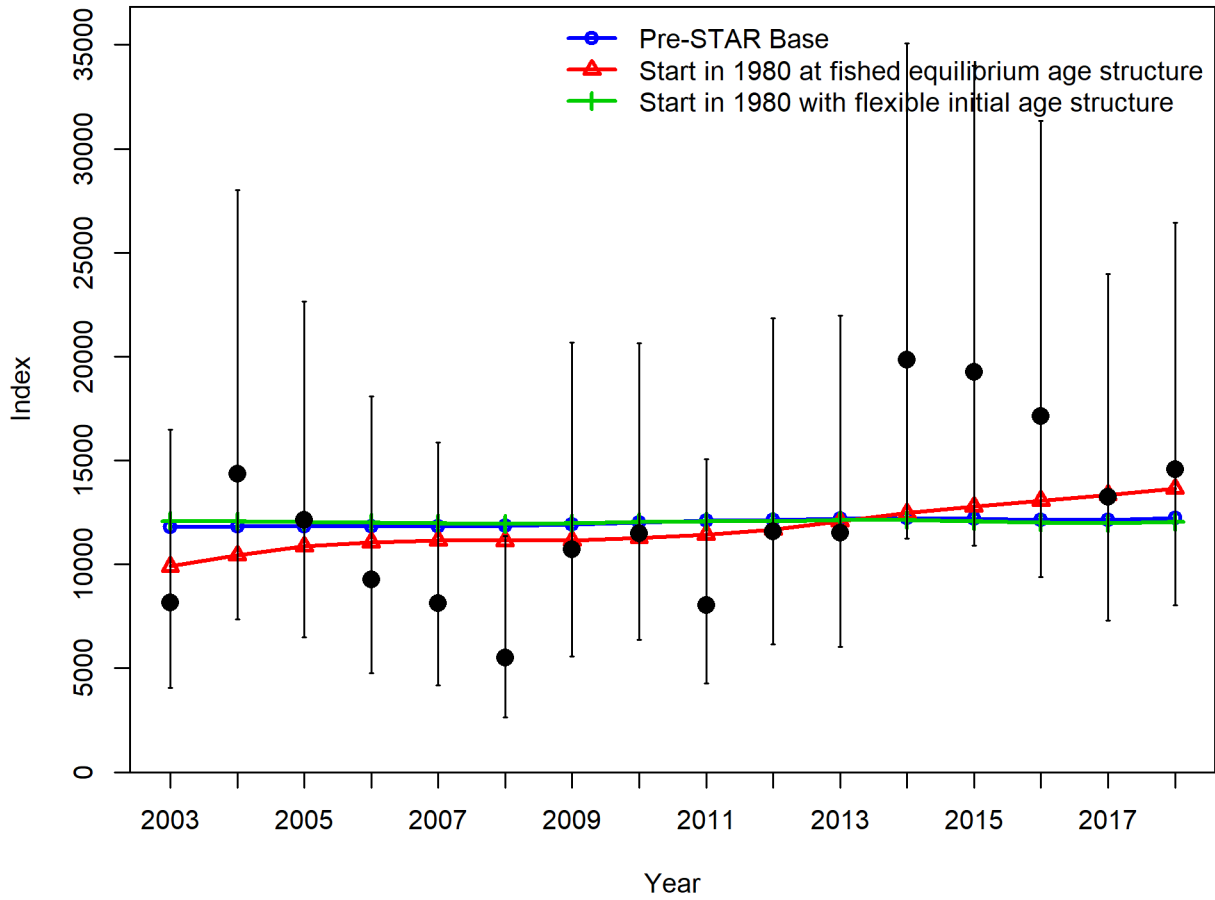 Pre-STAR Base
Start in 1980 at fished equilibrium age structure
Start in 1980 with flexible initial age structure
35000
30000
25000
20000
15000
10000
5000
0
Index
2003 2005 2007 2009 2011 2013 2015 2017
Year